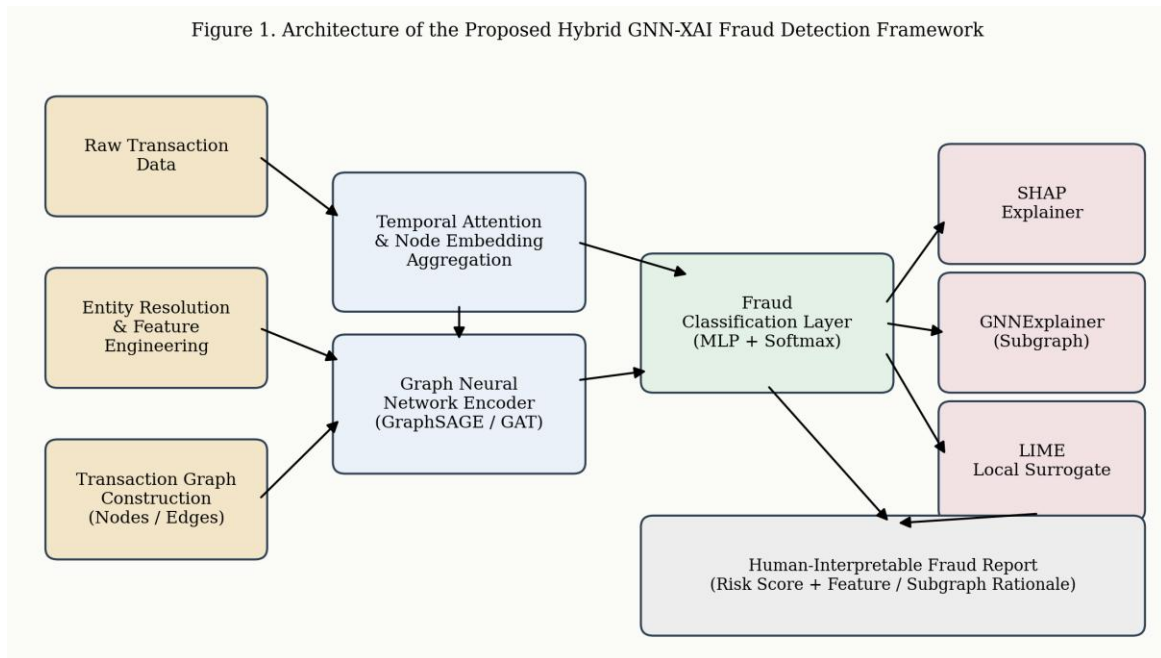 Figure 1. Architecture of the Proposed Hybrid GNN-XAI Fraud Detection Framework
Raw Transaction
Data
Entity Resolution
& Feature
Engineering
Transaction Graph
Construction
(Nodes / Edges)
Temporal Attention
& Node Embedding
Aggregation
Graph Neural
Network Encoder
(GraphSAGE / GAT)
Fraud
Classification Layer
(MLP + Softmax)
SHAP
Explainer
GNNExplainer
(Subgraph)
LIME
Local Surrogate
Human-Interpretable Fraud Report
(Risk Score + Feature / Subgraph Rationale)